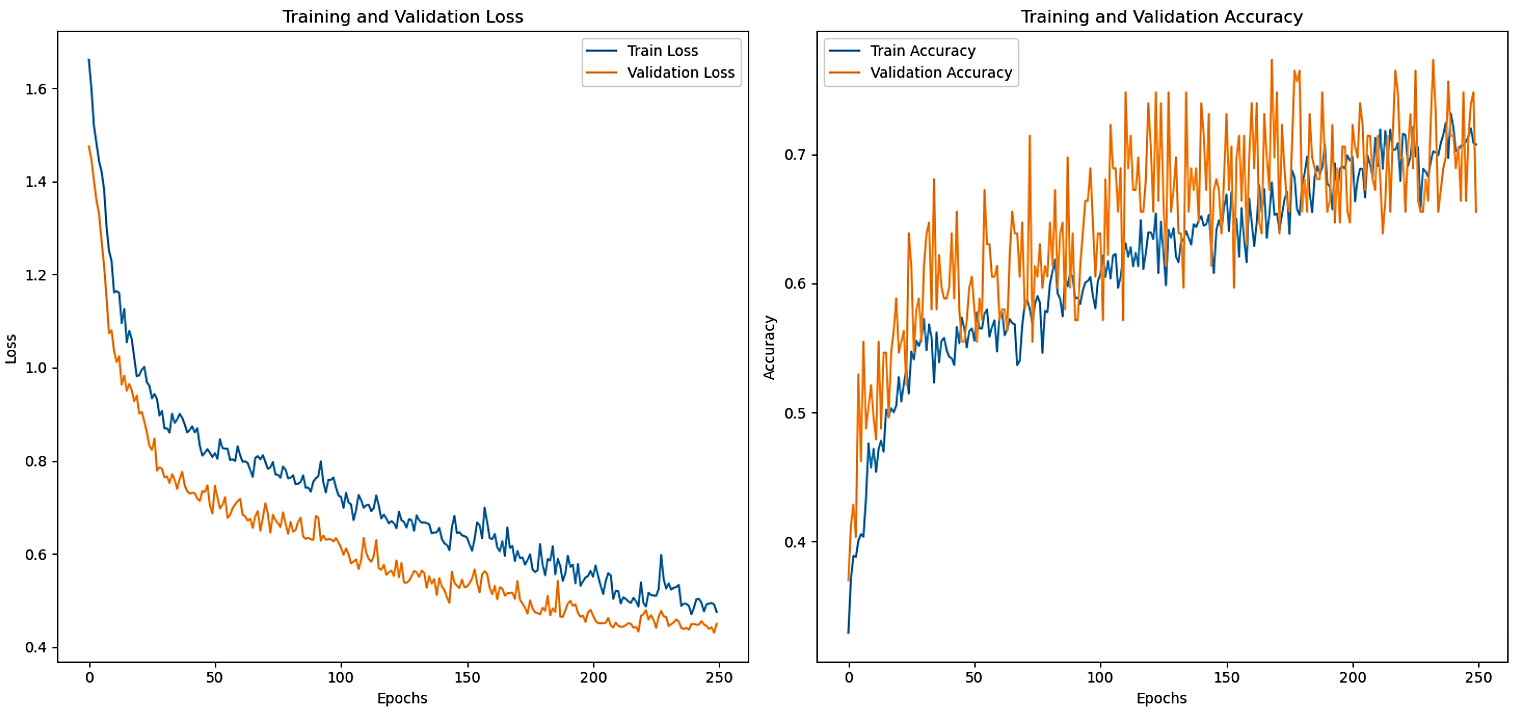 Training and Validation Loss
Train Loss
Validation Loss
1.6
1.4
1.2
1.0
0.8
0.6
0.4
Loss
0 50 100 150 200 250
Epochs
Training and Validation Accuracy
Train Accuracy
Validation Accuracy
0.7
0.6
0.5
0.4
Accuracy
0 50 100 150 200 250
Epochs